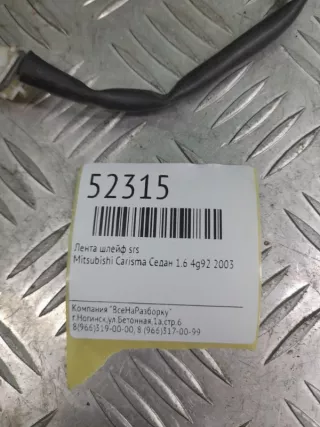 52315
Лента шлейф srs
Mitsubishi Carisma Седан 1.6 4g92 2003
Компания "ВсеНаРазборку"
г.Ногинск,ул.Бетонная,1а,стр.6
8(966)319-00-00, 8 (966)317-00-99